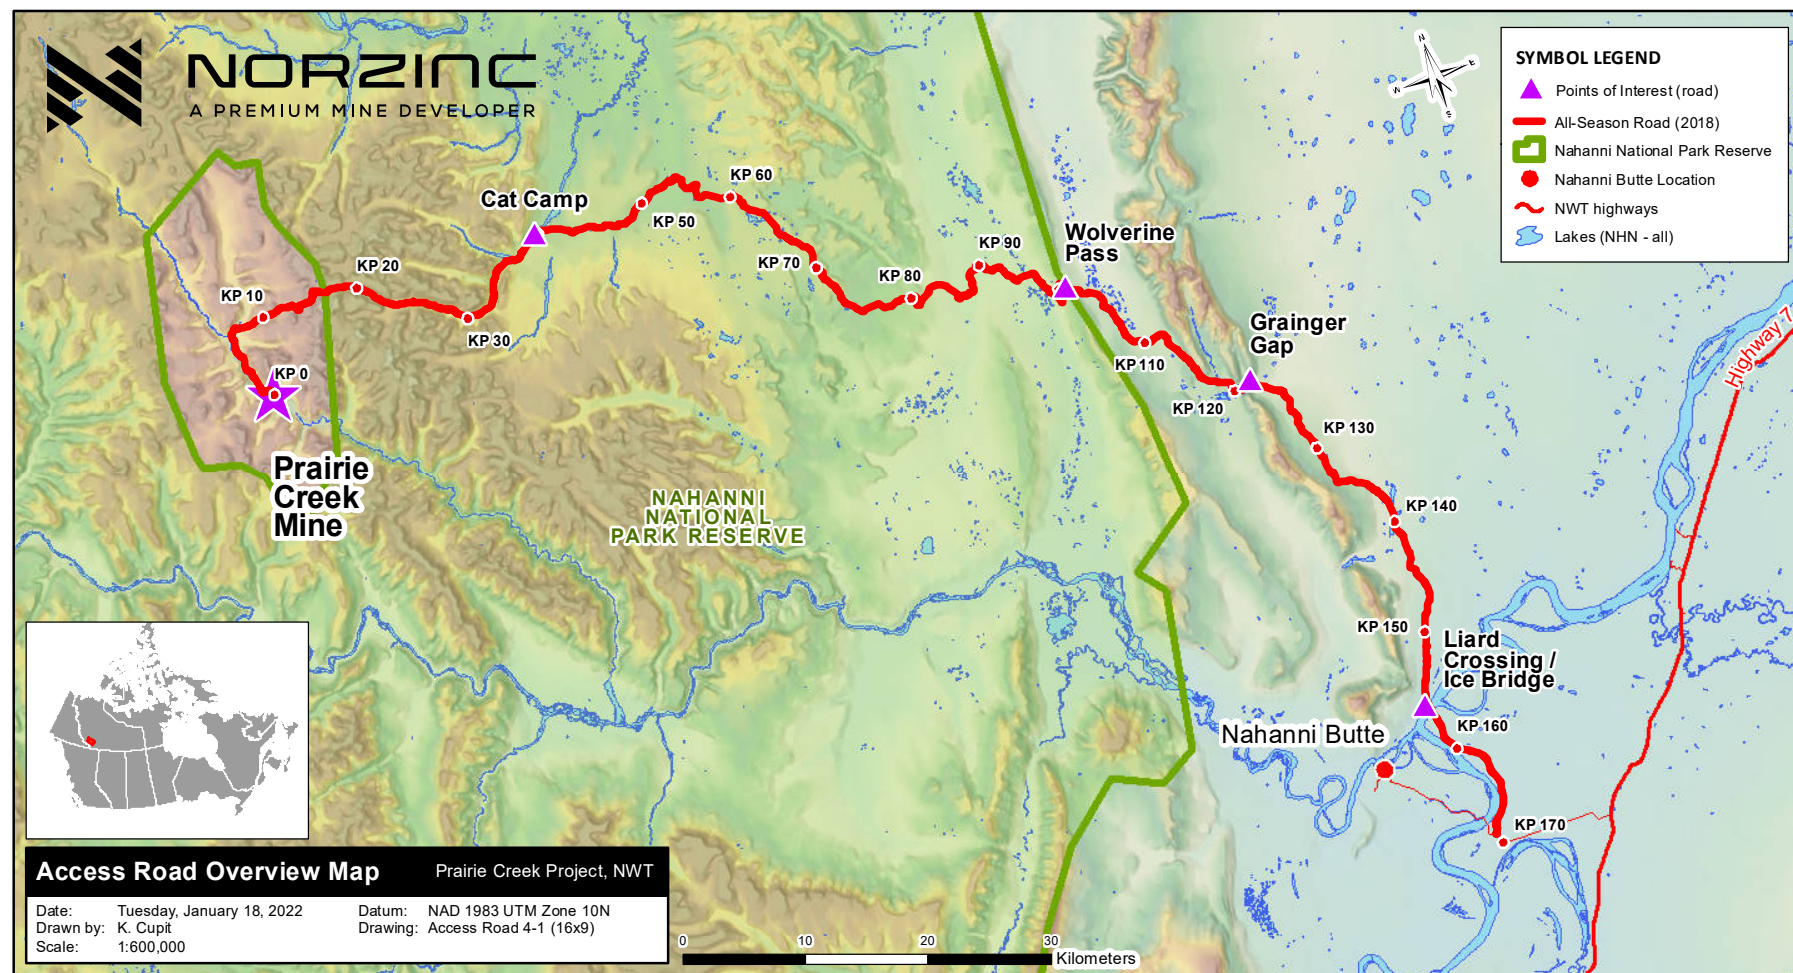 NORZINC
A PREMIUM MINE DEVELOPER
N
E
S
W
SYMBOL LEGEND
Points of Interest (road)
All-Season Road (2018)
Nahanni National Park Reserve
Nahanni Butte Location
NWT highways
Lakes (NHN - all)
KP 60
Cat Camp
KP 50
Wolverine
Pass
KP 90
KP 70
KP 80
KP 20
KP 10
KP 30
Grainger
Gap
KP 110
Highway 7
KP 0
KP 120
KP 130
Prairie
Creek
Mine
NAHANNI
NATIONAL
PARK RESERVE
KP 140
KP 150
Liard
Crossing /
Ice Bridge
KP 160
Nahanni Butte
KP 170
Access Road Overview Map
Prairie Creek Project, NWT
Date: Tuesday, January 18, 2022
Drawn by: K. Cupit
Scale: 1:600,000
Datum: NAD 1983 UTM Zone 10N
Drawing: Access Road 4-1 (16x9)
0 10 20 30
Kilometers